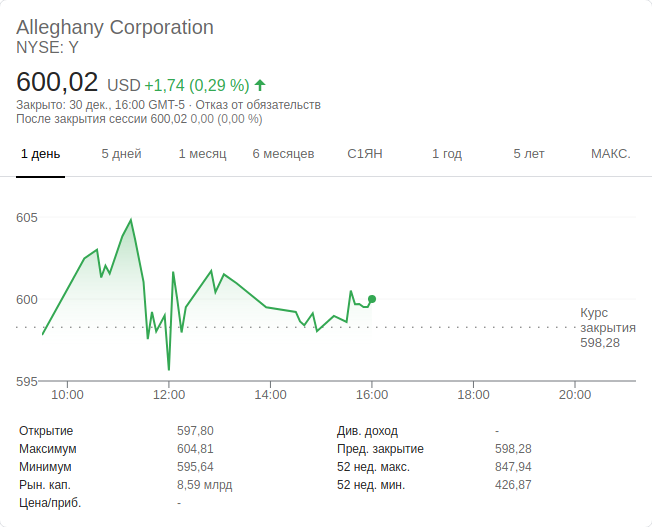 Alleghany Corporation
NYSE: Y
600,02 USD +1,74 (0,29 %)
Закрыто: 30 дек., 16:00 GMT-5 · Отказ от обязательств
После закрытия сессии 600,02 0,00 (0,00 %)
1 день 5 дней 1 месяц 6 месяцев С1ЯН 1 год 5 лет МАКС.
605
600
Курс
закрытия
598,28
595
10:00 12:00 14:00 16:00 18:00 20:00
Открытие 597,80 Див. доход -
Максимум 604,81 Пред. закрытие 598,28
Минимум 595,64 52 нед. макс. 847,94
Рын. кап. 8,59 млрд 52 нед. мин. 426,87
Цена/приб. -